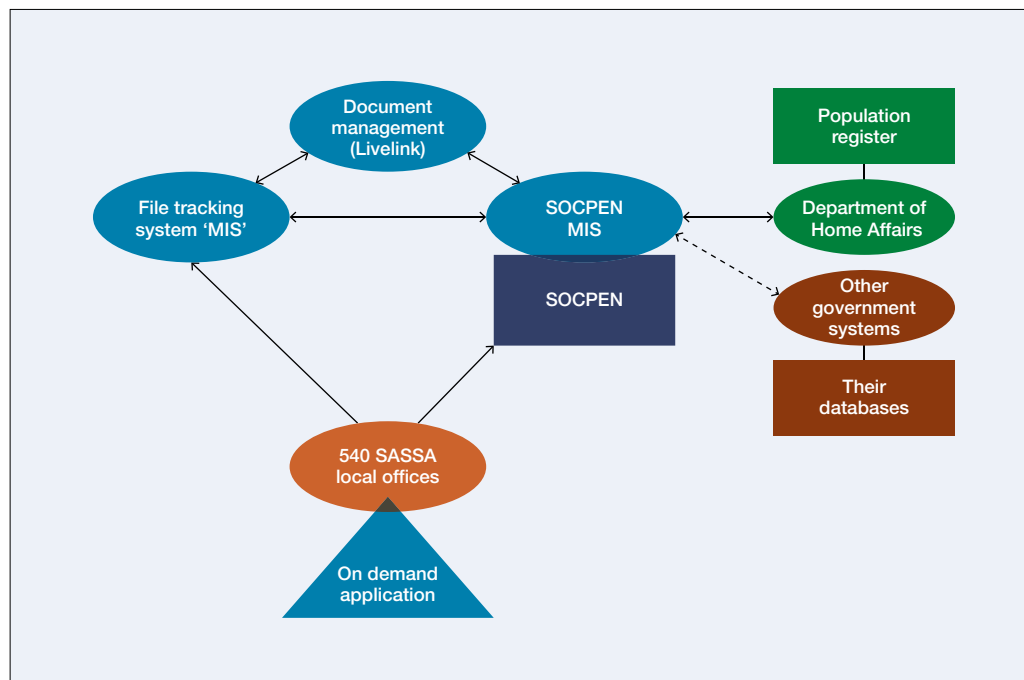 Document
management
(Livelink)
Population
register
File tracking
system ‘MIS’
SOCPEN
MIS
Department of
Home Affairs
SOCPEN
Other
government
systems
Their
databases
540 SASSA
local offices
On demand
application